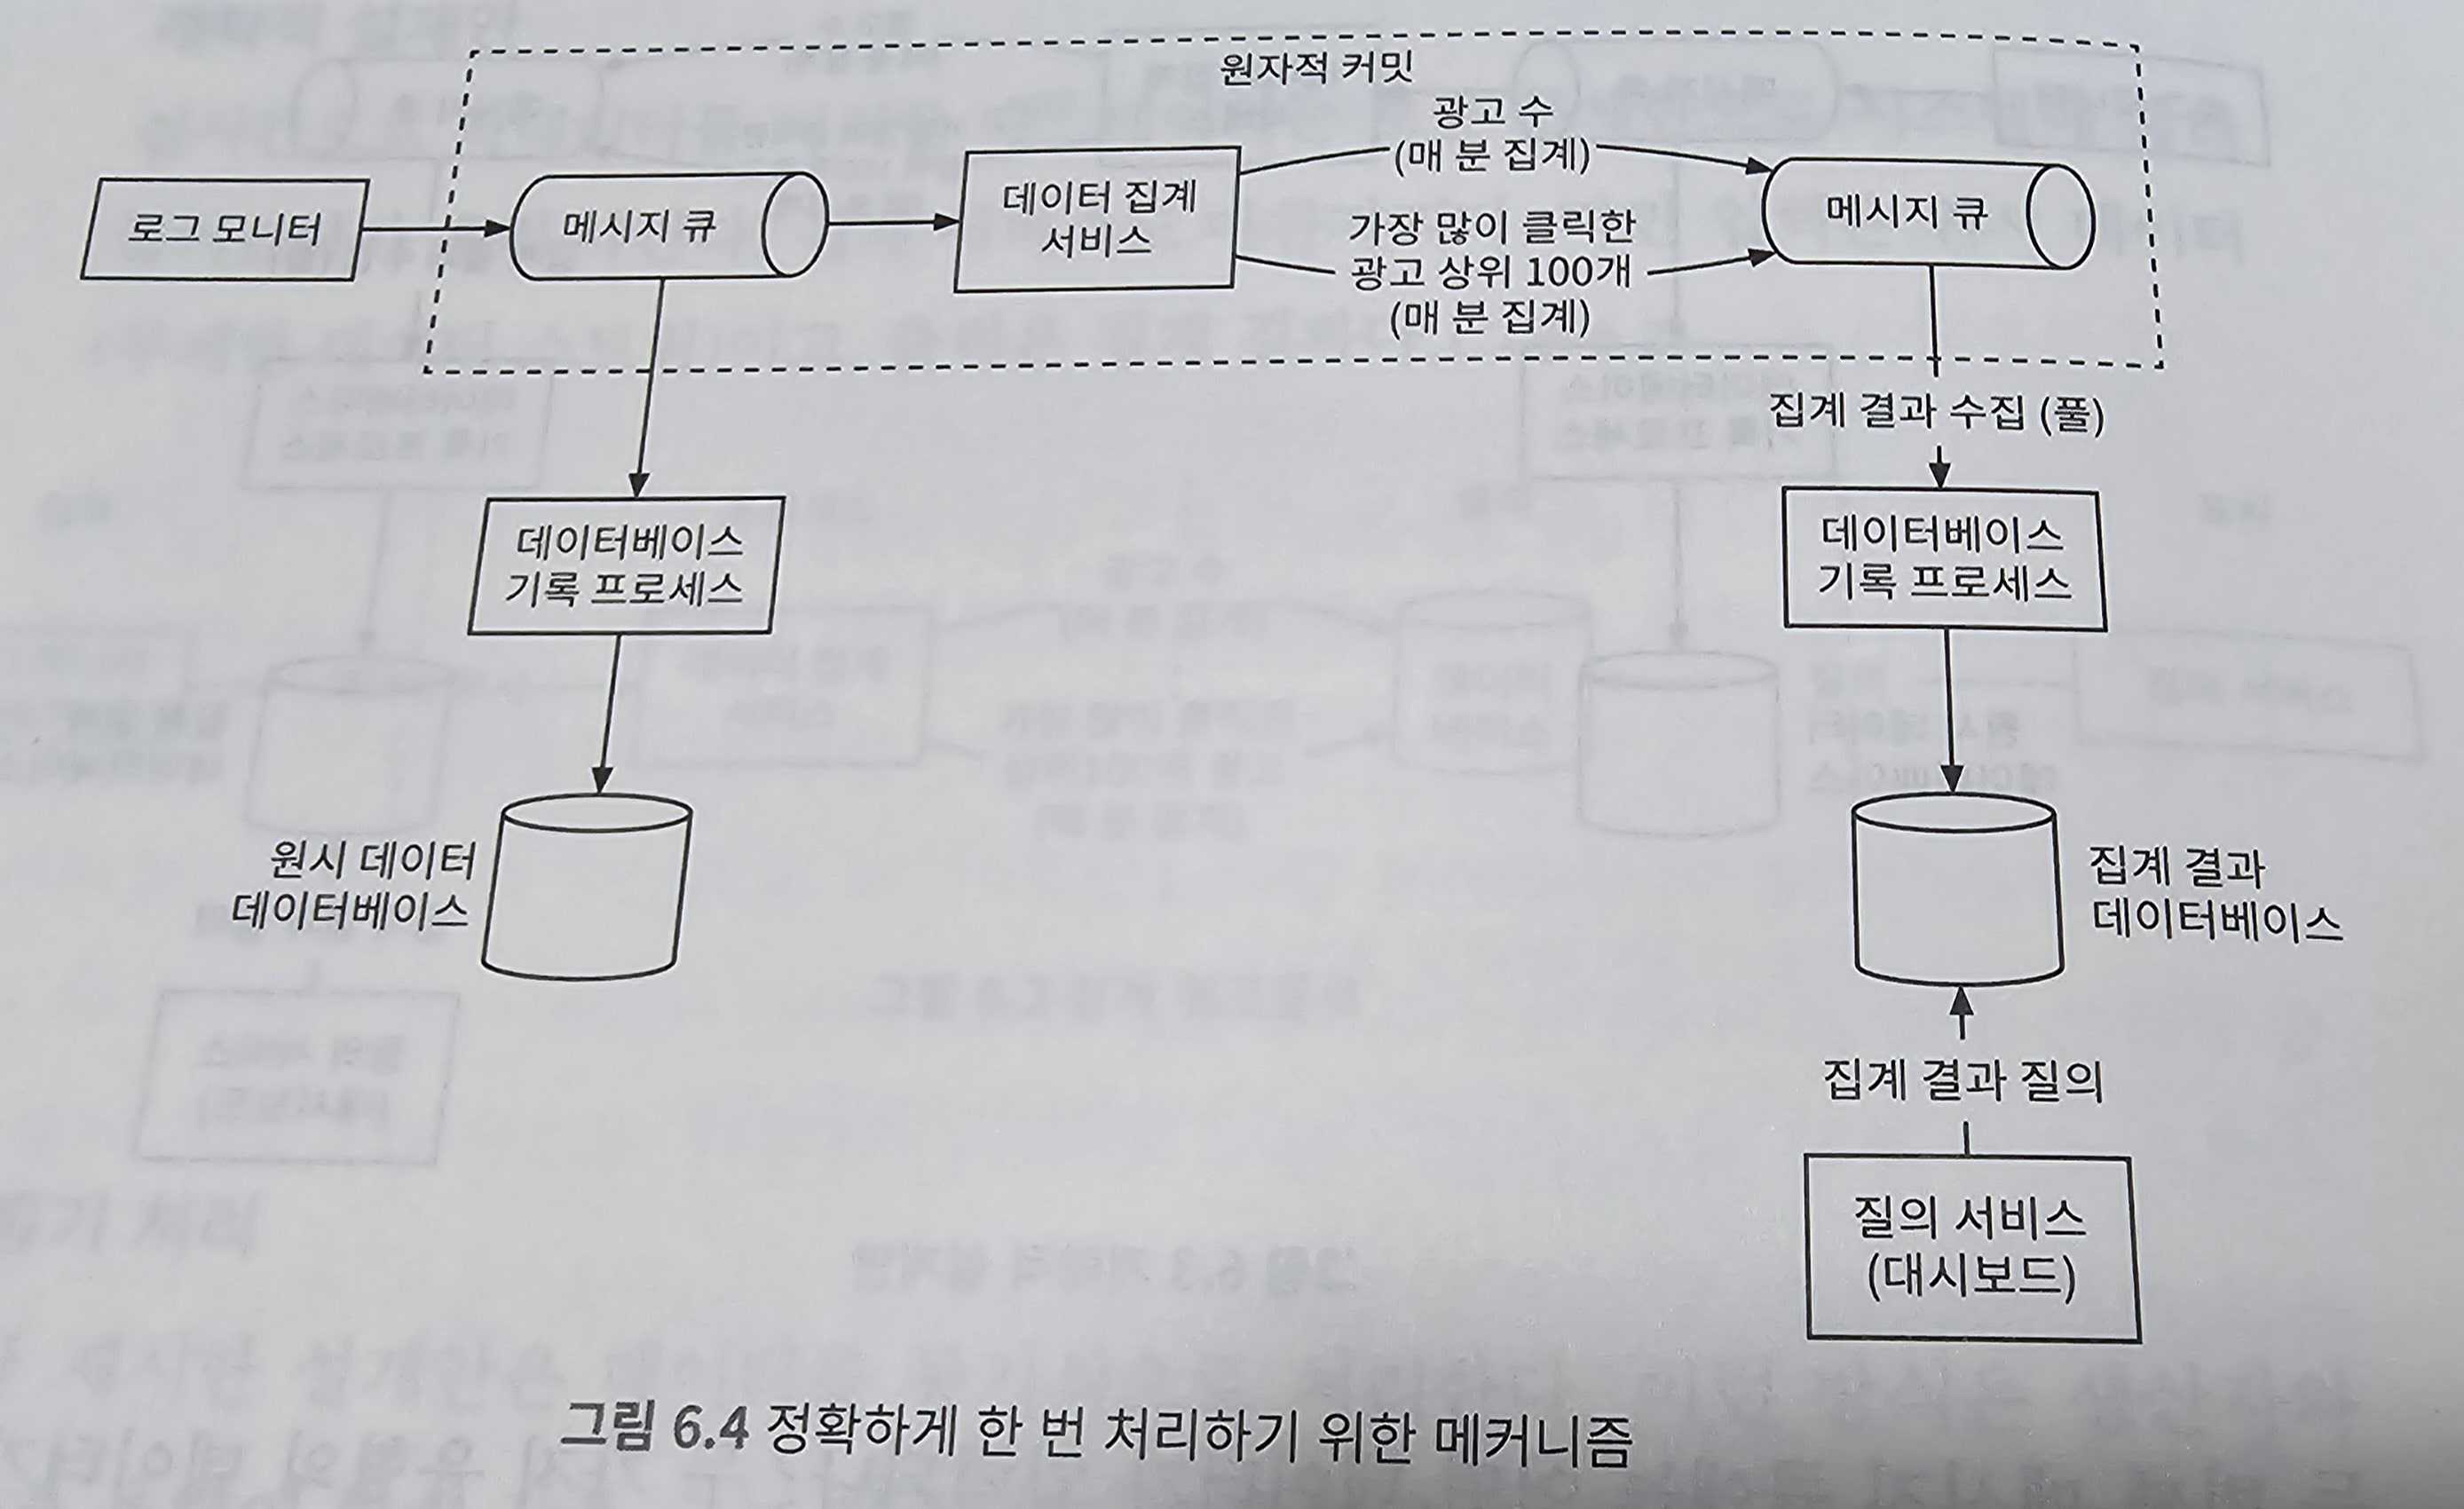 원자적 커밋
광고 수
(매 분 집계)
로그 모니터
메시지 큐
데이터 집계
서비스
가장 많이 클릭한
광고 상위 100개
(매 분 집계)
메시지 큐
집계 결과 수집 (풀)
데이터베이스
기록 프로세스
데이터베이스
기록 프로세스
원시 데이터
데이터베이스
집계 결과
데이터베이스
집계 결과 질의
질의 서비스
(대시보드)
그림 6.4 정확하게 한 번 처리하기 위한 메커니즘